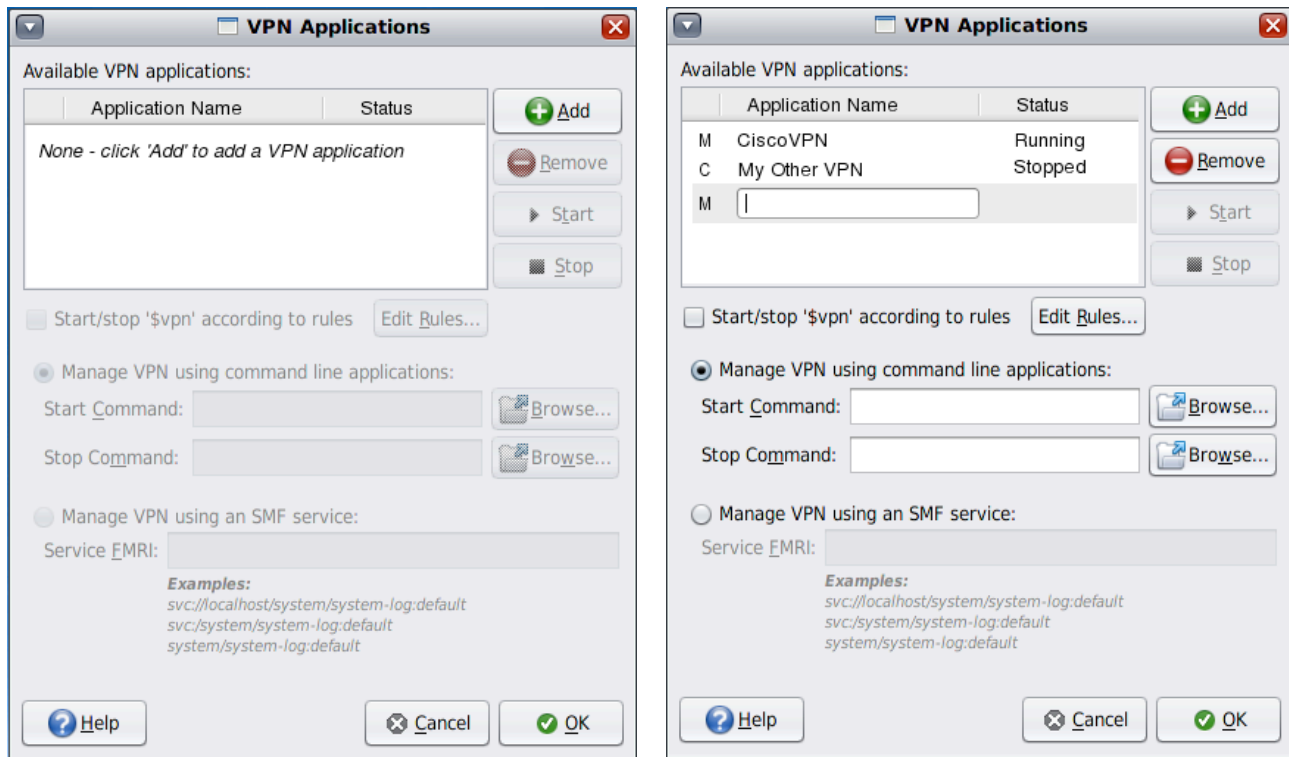 VPN Applications
Available VPN applications:
Application Name Status
None - click 'Add' to add a VPN application
Add
Remove
Start
Stop
Start/stop '$vpn' according to rules Edit Rules...
Manage VPN using command line applications:
Start Command: Browse...
Stop Command: Browse...
Manage VPN using an SMF service:
Service FMRI:
Examples:
svc://localhost/system/system-log:default
svc:/system/system-log:default
system/system-log:default
Help Cancel OK
VPN Applications
Available VPN applications:
Application Name Status
M CiscoVPN Running
C My Other VPN Stopped
M
Add
Remove
Start
Stop
Start/stop '$vpn' according to rules Edit Rules...
Manage VPN using command line applications:
Start Command: Browse...
Stop Command: Browse...
Manage VPN using an SMF service:
Service FMRI:
Examples:
svc://localhost/system/system-log:default
svc:/system/system-log:default
system/system-log:default
Help Cancel OK